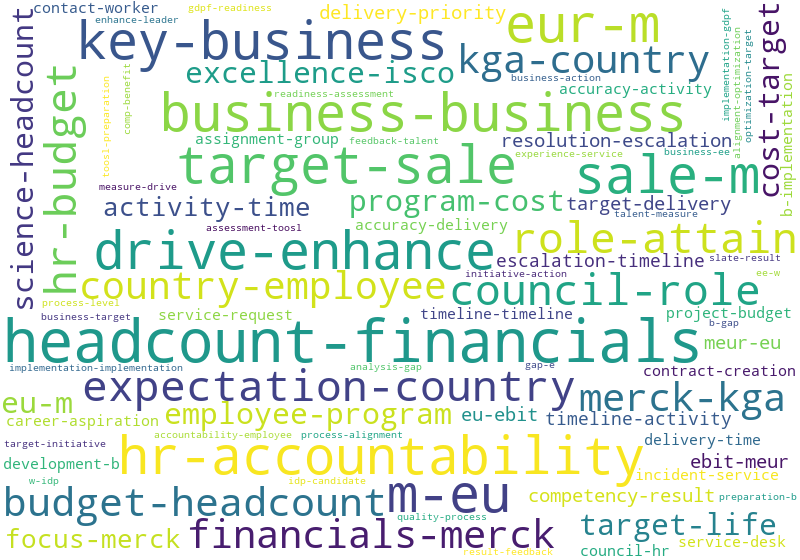 contact-worker
gdpf-readiness
delivery-priority
enhance-leader
key-business
eur-m
kga-country
cost-target
science-headcount
hr-budget
excellence-isco
business-action
implementation-gdpf
optimization-target
alignment-optimization
b-implementation
toosl-preparation
comp-benefit
readiness-assessment
accuracy-activity
business-business
assignment-group
feedback-talent
resolution-escalation
experience-service
business-ee
target-sale
sale-m
measure-drive
activity-time
program-cost
target-delivery
talent-measure
assessment-toosl
accuracy-delivery
role-attain
drive-enhance
escalation-timeline
slate-result
country-employee
initiative-action
council-role
ee-w
process-level
business-target
service-request
timeline-timeline
project-budget
b-gap
headcount-financials
meur-eu
implementation-implementation
analysis-gap
gap-e
contract-creation
expectation-country
merck-kga
eu-m
career-aspiration
employee-program
eu-ebit
timeline-activity
target-initiative
accountability-employee
process-alignment
delivery-time
hr-accountability
development-b
ebit-meur
w-idp
idp-candidate
incident-service
budget-headcount
m-eu
competency-result
preparation-b
quality-process
focus-merck
financials-merck
target-life
result-feedback
council-hr
service-desk